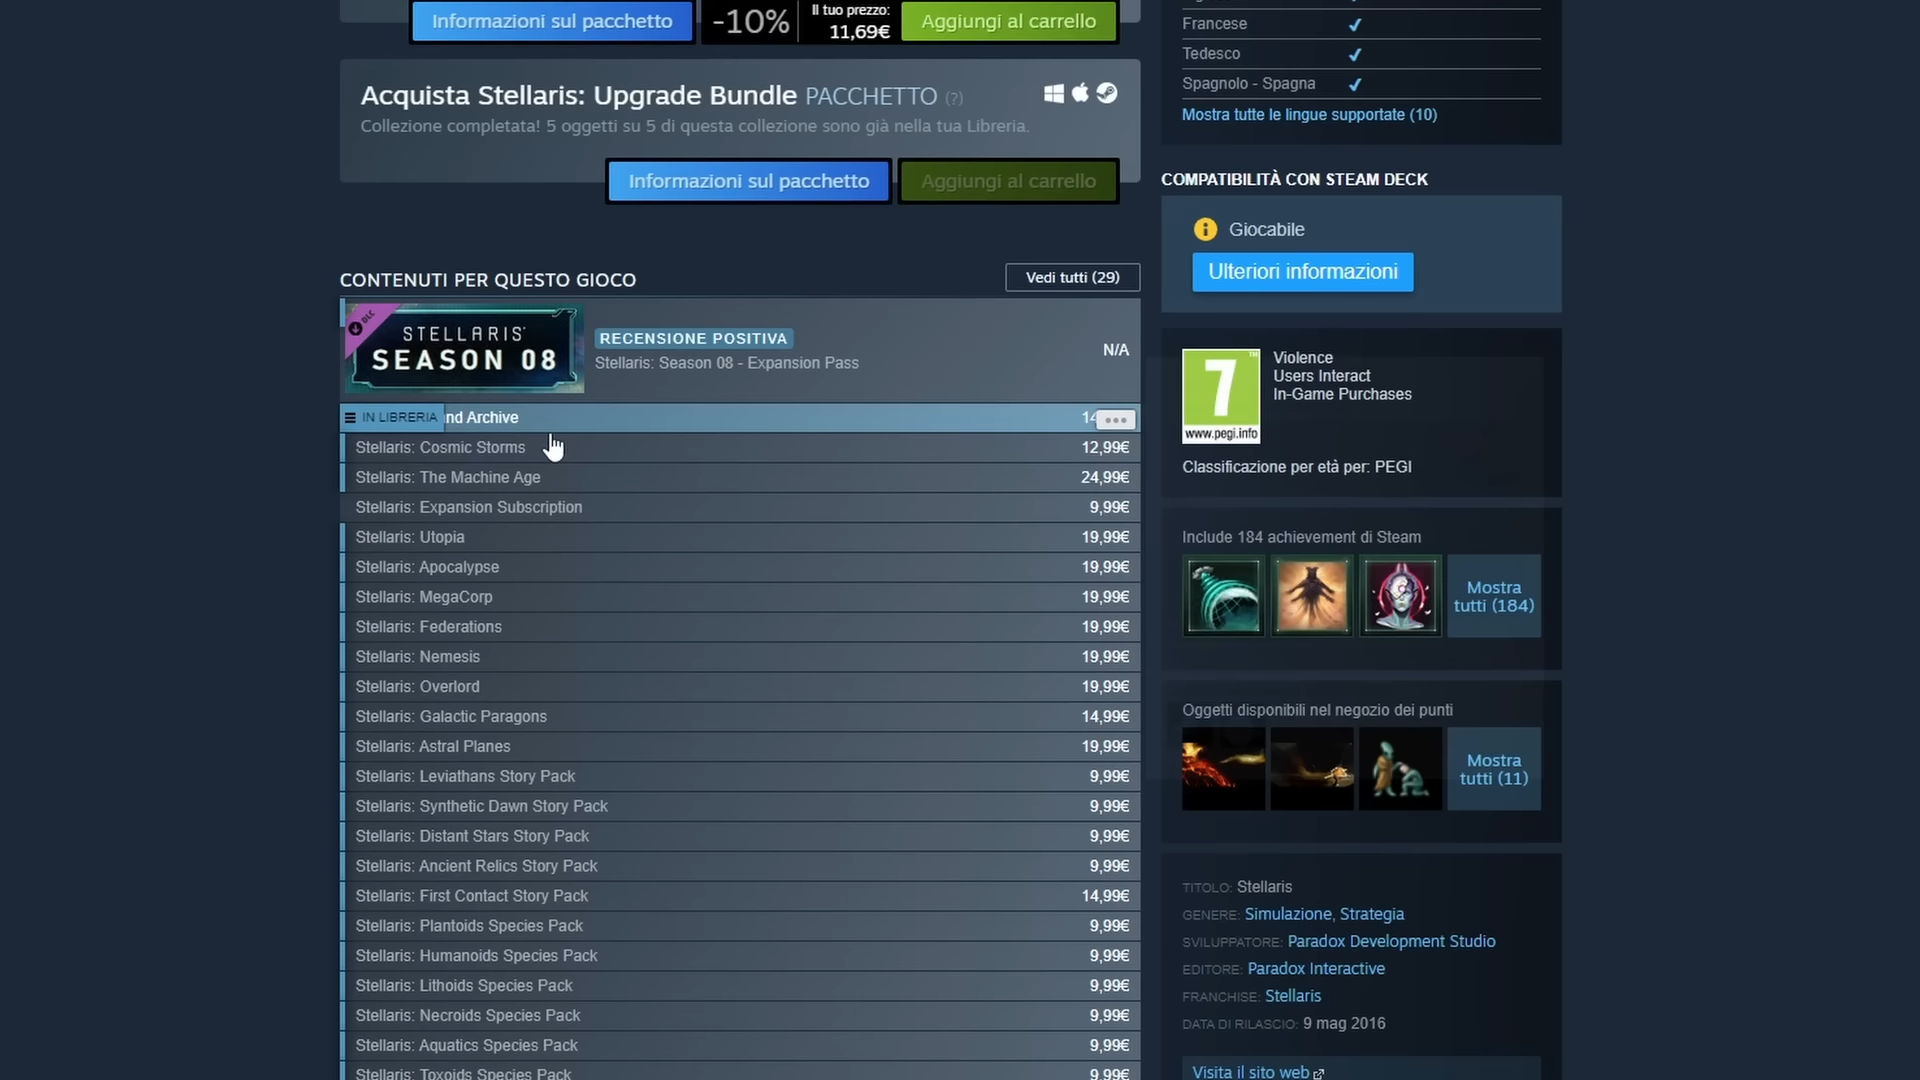 Informazioni sul pacchetto
-10%
Il tuo prezzo:
11,69€
Aggiungi al carrello
Acquista Stellaris: Upgrade Bundle PACCHETTO (?)
Collezione completata! 5 oggetti su 5 di questa collezione sono già nella tua Libreria.
Informazioni sul pacchetto
Aggiungi al carrello
CONTENUTI PER QUESTO GIOCO
Vedi tutti (29)
DLC
STELLARIS
SEASON 08
RECENSIONE POSITIVA
Stellaris: Season 08 - Expansion Pass
N/A
IN LIBRERIA
nd Archive
Stellaris: Cosmic Storms 12,99€
Stellaris: The Machine Age 24,99€
Stellaris: Expansion Subscription 9,99€
Stellaris: Utopia 19,99€
Stellaris: Apocalypse 19,99€
Stellaris: MegaCorp 19,99€
Stellaris: Federations 19,99€
Stellaris: Nemesis 19,99€
Stellaris: Overlord 19,99€
Stellaris: Galactic Paragons 14,99€
Stellaris: Astral Planes 19,99€
Stellaris: Leviathans Story Pack 9,99€
Stellaris: Synthetic Dawn Story Pack 9,99€
Stellaris: Distant Stars Story Pack 9,99€
Stellaris: Ancient Relics Story Pack 9,99€
Stellaris: First Contact Story Pack 14,99€
Stellaris: Plantoids Species Pack 9,99€
Stellaris: Humanoids Species Pack 9,99€
Stellaris: Lithoids Species Pack 9,99€
Stellaris: Necroids Species Pack 9,99€
Stellaris: Aquatics Species Pack 9,99€
Stellaris: Toxoids Species Pack 9,99€
Francese
Tedesco
Spagnolo - Spagna
Mostra tutte le lingue supportate (10)
COMPATIBILITÀ CON STEAM DECK
Giocabile
Ulteriori informazioni
7
www.pegi.info
Violence
Users Interact
In-Game Purchases
Classificazione per età per: PEGI
Include 184 achievement di Steam
Mostra
tutti (184)
Oggetti disponibili nel negozio dei punti
Mostra
tutti (11)
TITOLO: Stellaris
GENERE: Simulazione, Strategia
SVILUPPATORE: Paradox Development Studio
EDITORE: Paradox Interactive
FRANCHISE: Stellaris
DATA DI RILASCIO: 9 mag 2016
Visita il sito web